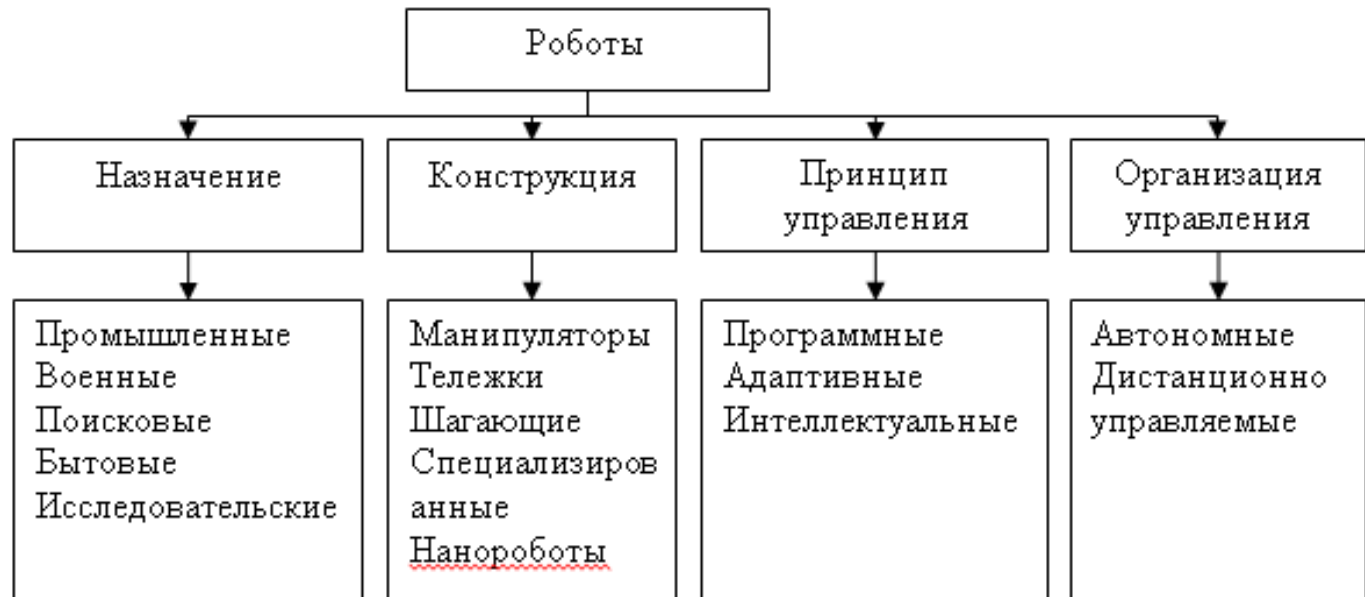 Роботы
Назначение
Конструкция
Принцип
управления
Организация
управления
Промышленные
Военные
Поисковые
Бытовые
Исследовательские
Манипуляторы
Тележки
Шагающие
Специализиров
анные
Нанороботы
Программные
Адаптивные
Интеллектуальные
Автономные
Дистанционно
управляемые